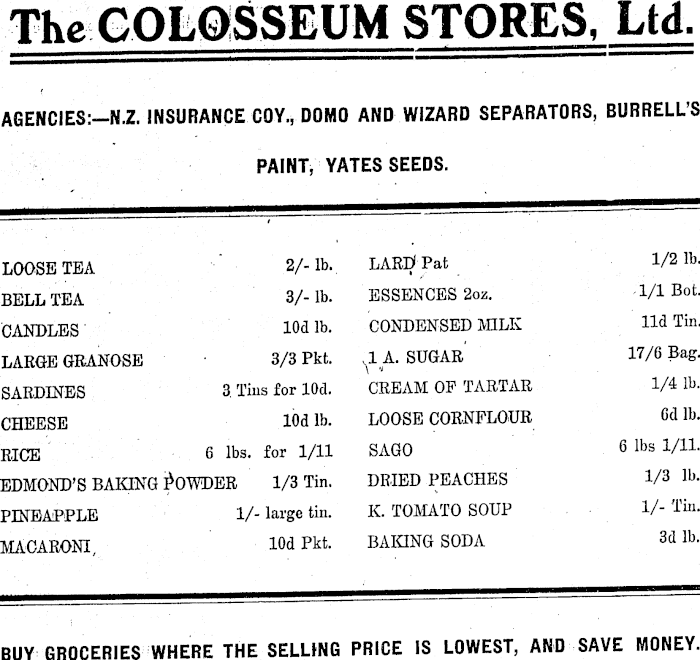 The COLOSSEUM STORES, Ltd.
AGENCIES:—N.Z. INSURANCE COY., DOMO AND WIZARD SEPARATORS, BURRELL'S
PAINT, YATES SEEDS.
LOOSE TEA 2/- lb.
BELL TEA 3/- lb.
CANDLES 10d lb.
LARGE GRANOSE 3/3 Pkt.
SARDINES 3 Tins for 10d.
CHEESE 10d lb.
RICE 6 lbs. for 1/11
EDMOND'S BAKING POWDER 1/3 Tin.
PINEAPPLE 1/- large tin.
MACARONI, 10d Pkt.
LARD Pat 1/2 lb.
ESSENCES 2oz. 1/1 Bot.
CONDENSED MILK 11d Tin.
1 A. SUGAR 17/6 Bag.
CREAM OF TARTAR 1/4 lb.
LOOSE CORNFLOUR 6d lb.
SAGO 6 lbs 1/11.
DRIED PEACHES 1/3 lb.
K. TOMATO SOUP 1/- Tin.
BAKING SODA 3d lb.
BUY GROCERIES WHERE THE SELLING PRICE IS LOWEST, AND SAVE MONEY.